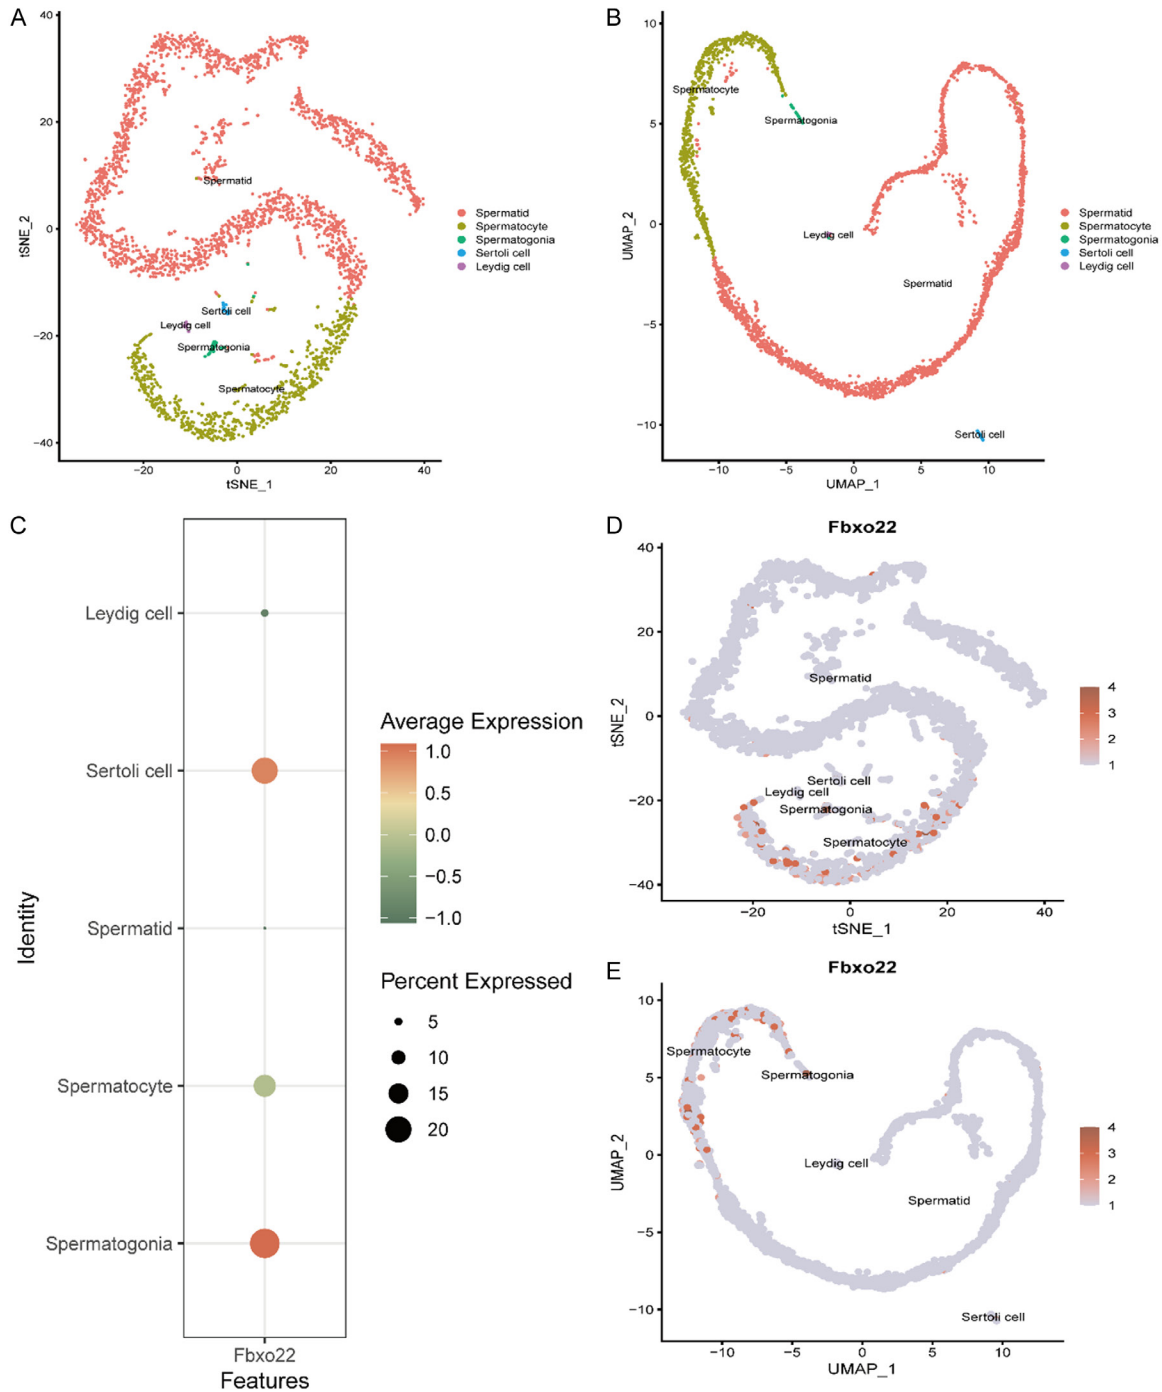 A
40
20
0
−20
−40
tSNE_2
−20
0
20
40
tSNE_1
Spermatid
Sertoli cell
Leydig cell
Spermatogonia
Spermatocyte
Spermatid
Spermatocyte
Spermatogonia
Sertoli cell
Leydig cell
B
10
5
0
−5
−10
UMAP_2
−10
−5
0
5
10
UMAP_1
Spermatocyte
Spermatogonia
Leydig cell
Spermatid
Sertoli cell
Spermatid
Spermatocyte
Spermatogonia
Sertoli cell
Leydig cell
C
Identity
Leydig cell
Sertoli cell
Spermatid
Spermatocyte
Spermatogonia
Fbxo22
Features
Average Expression
1.0
0.5
0.0
−0.5
−1.0
Percent Expressed
5
10
15
20
D
Fbxo22
40
20
0
−20
−40
tSNE_2
−20
0
20
40
tSNE_1
Spermatid
Sertoli cell
Leydig cell
Spermatogonia
Spermatocyte
4
3
2
1
E
Fbxo22
10
5
0
−5
−10
UMAP_2
−10
−5
0
5
10
UMAP_1
Spermatocyte
Spermatogonia
Leydig cell
Spermatid
Sertoli cell
4
3
2
1